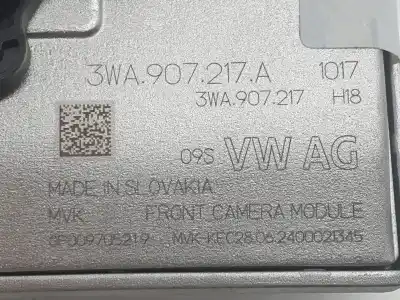 3WA.907.217.A 1017
3WA.907.217 H18
09S VW AG
MADE IN SLOVAKIA
MVK FRONT CAMERA MODULE
GP009705219 MVK-KEC28.06.2400021345